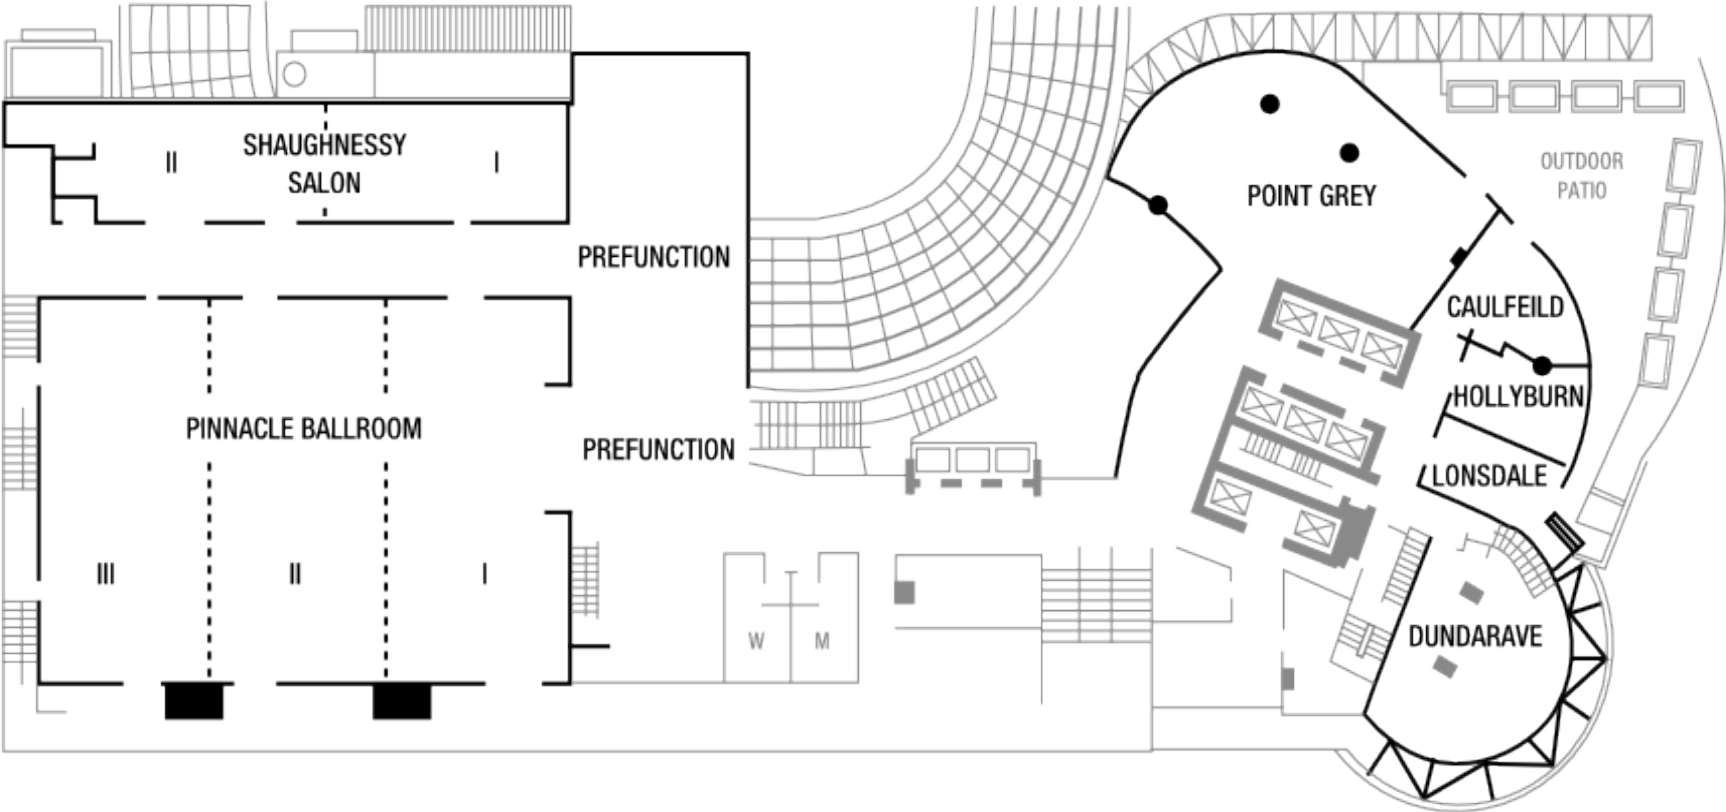 SHAUGHNESSY
SALON
II
I
PREFUNCTION
PINNACLE BALLROOM
PREFUNCTION
III
II
I
W
M
POINT GREY
OUTDOOR
PATIO
CAULFEILD
HOLLYBURN
LONSDALE
DUNDARAVE